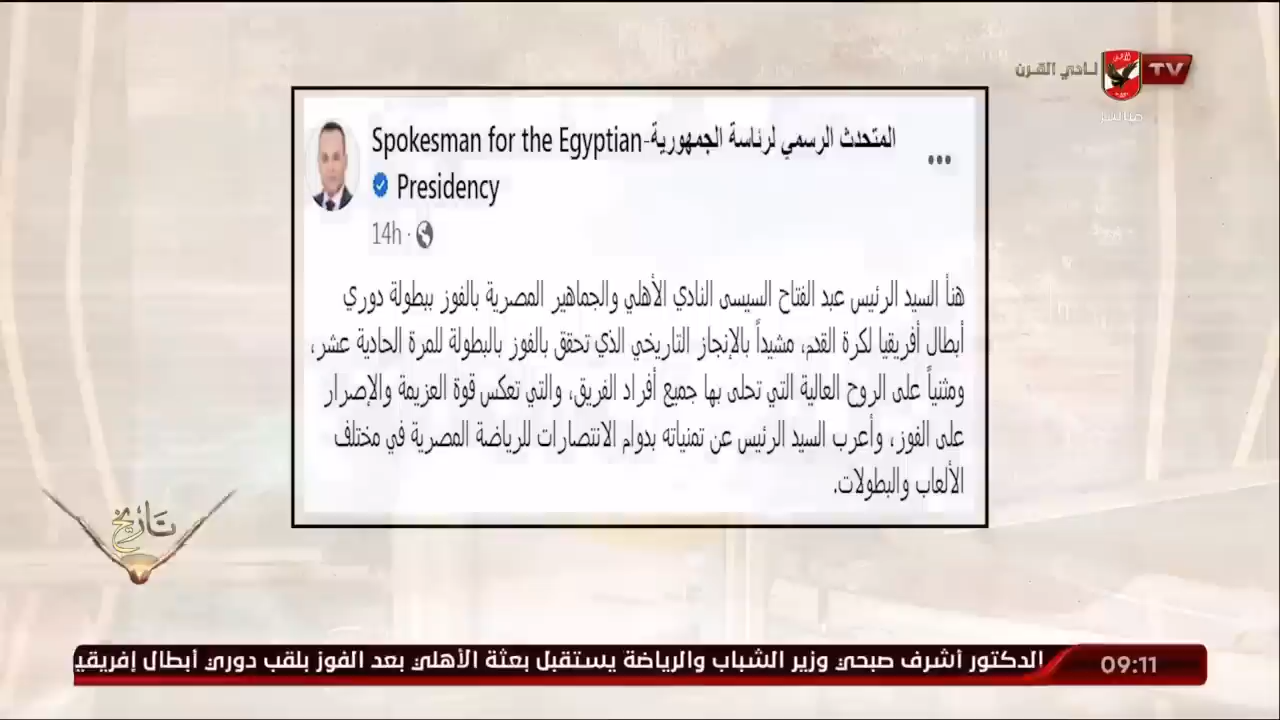 نادي القرن
TV
مباشر
المتحدث الرسمي لرئاسة الجمهورية-Spokesman for the Egyptian
Presidency
14h ·
هنأ السيد الرئيس عبد الفتاح السيسى النادي الأهلي والجماهير المصرية بالفوز ببطولة دوري
أبطال أفريقيا لكرة القدم، مشيداً بالإنجاز التاريخي الذي تحقق بالفوز بالبطولة للمرة الحادية عشر،
ومثنياً على الروح العالية التي تحلى بها جميع أفراد الفريق، والتي تعكس قوة العزيمة والإصرار
على الفوز، وأعرب السيد الرئيس عن تمنياته بدوام الانتصارات للرياضة المصرية في مختلف
الألعاب والبطولات.
تاريخ
الدكتور أشرف صبحي وزير الشباب والرياضة يستقبل بعثة الأهلي بعد الفوز بلقب دوري أبطال إفريقي
09:11